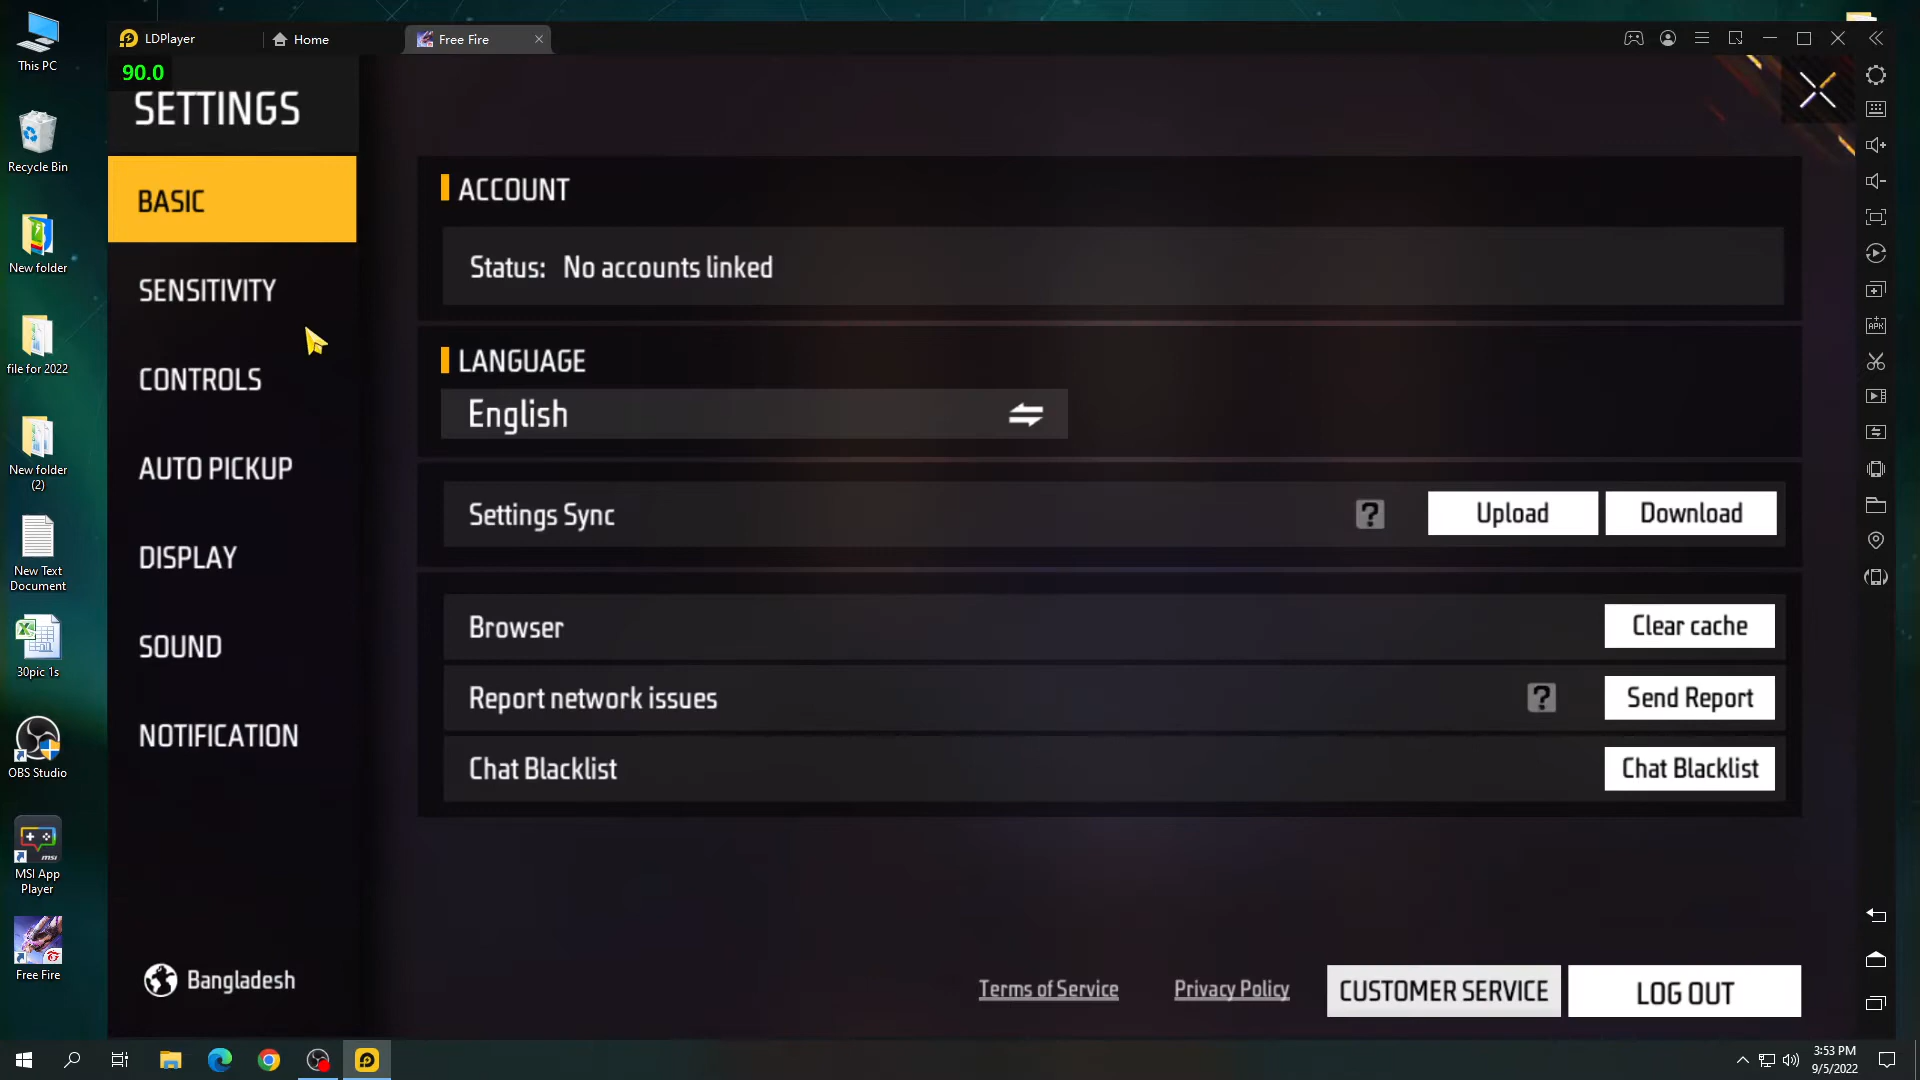 LDPlayer
Home
Free Fire
This PC
90.0
SETTINGS
Recycle Bin
BASIC
ACCOUNT
Status: No accounts linked
New folder
SENSITIVITY
LANGUAGE
English
file for 2022
CONTROLS
New folder
(2)
AUTO PICKUP
Settings Sync
?
Upload
Download
New Text
Document
DISPLAY
Browser
Clear cache
30pic 1s
SOUND
Report network issues
?
Send Report
OBS Studio
NOTIFICATION
Chat Blacklist
Chat Blacklist
msi
MSI App
Player
Free Fire
Bangladesh
Terms of Service
Privacy Policy
CUSTOMER SERVICE
LOG OUT
APK
3:53 PM
9/5/2022